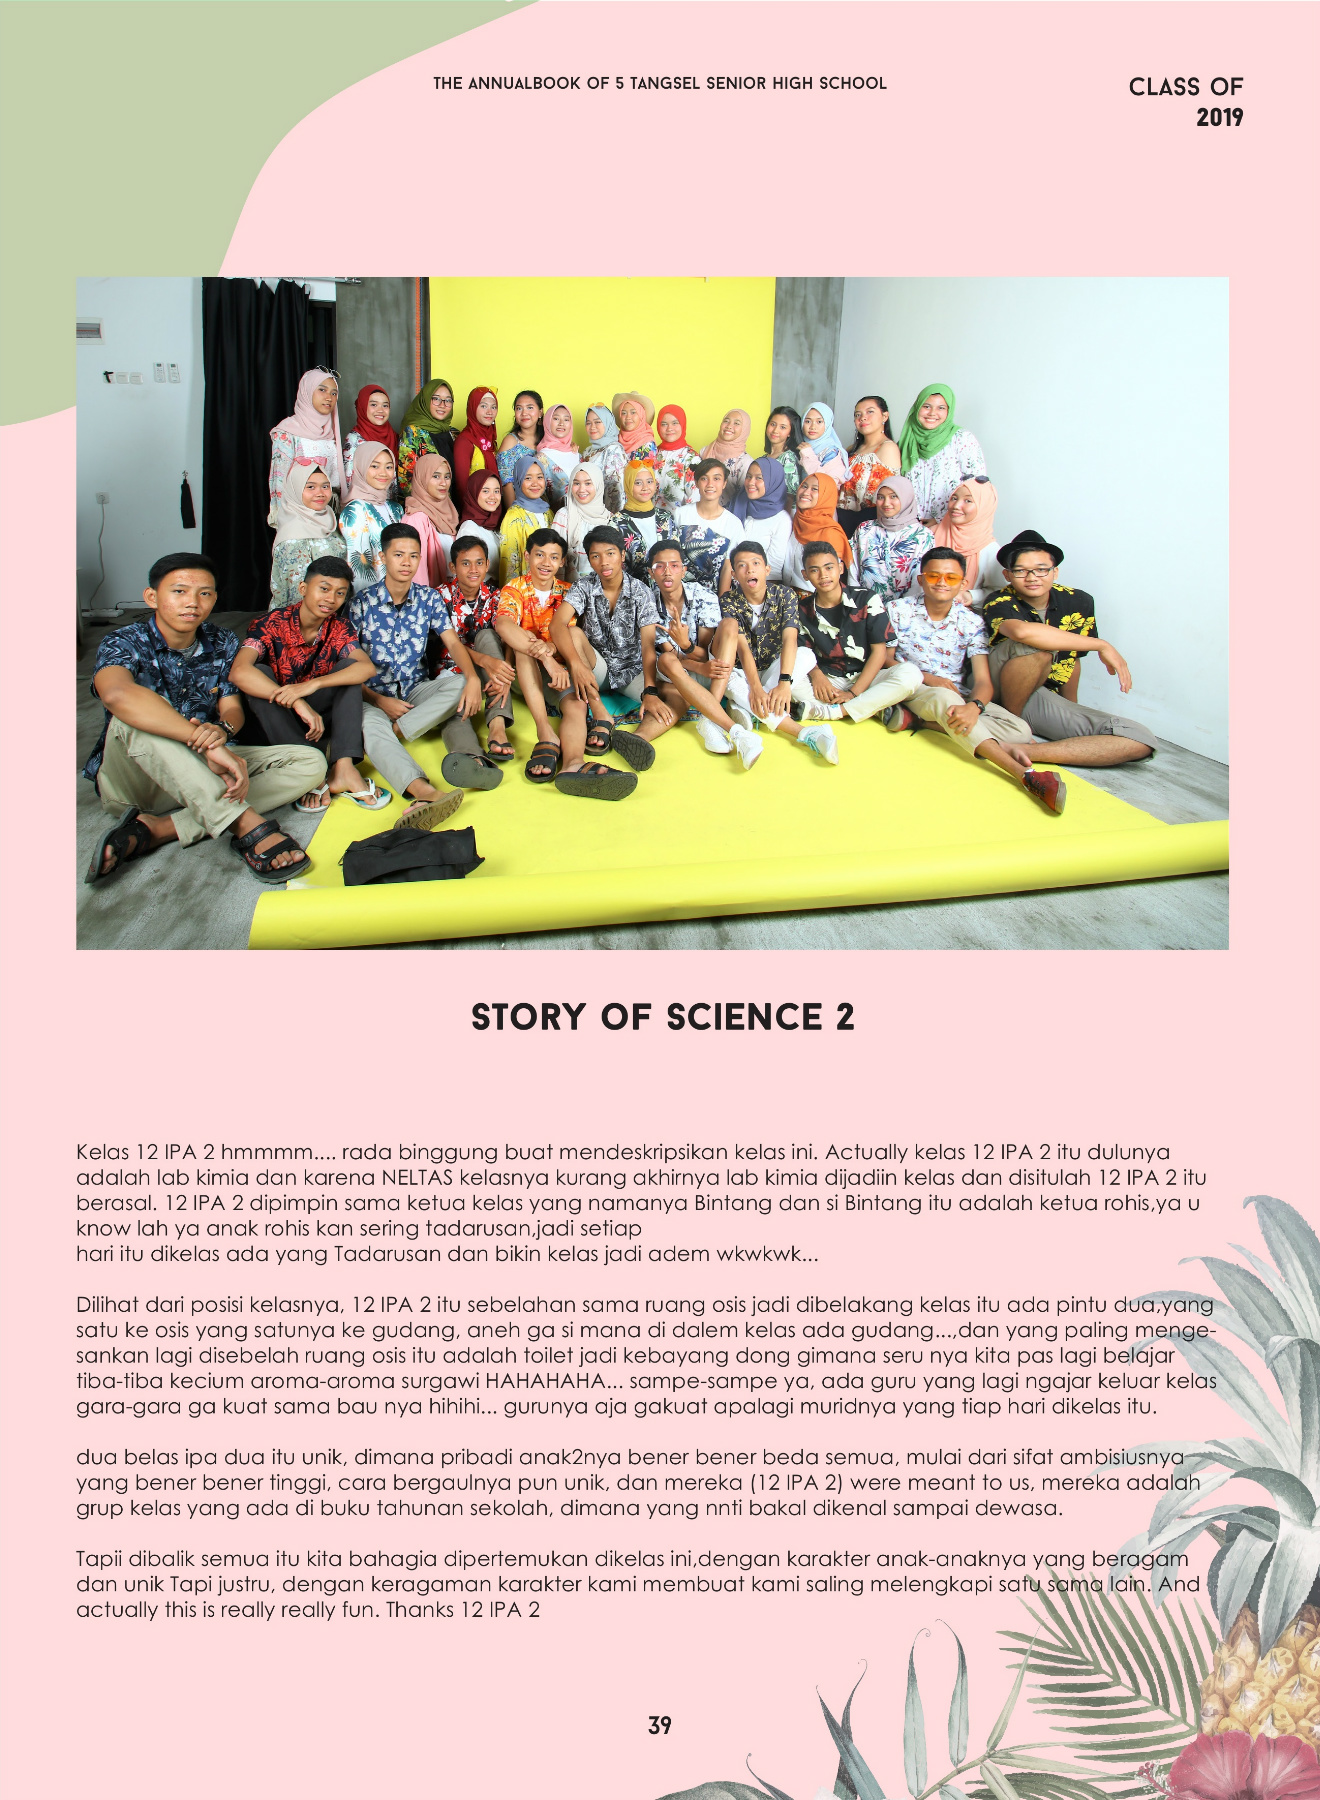 THE ANNUALBOOK OF 5 TANGSEL SENIOR HIGH SCHOOL
CLASS OF
2019
STORY OF SCIENCE 2
Kelas 12 IPA 2 hmmmm.... rada binggung buat mendeskripsikan kelas ini. Actually kelas 12 IPA 2 itu dulunya
adalah lab kimia dan karena NELTAS kelasnya kurang akhirnya lab kimia dijadiin kelas dan disitulah 12 IPA 2 itu
berasal. 12 IPA 2 dipimpin sama ketua kelas yang namanya Bintang dan si Bintang itu adalah ketua rohis,ya u
know lah ya anak rohis kan sering tadarusan,jadi setiap
hari itu dikelas ada yang Tadarusan dan bikin kelas jadi adem wkwkwk...
Dilihat dari posisi kelasnya, 12 IPA 2 itu sebelahan sama ruang osis jadi dibelakang kelas itu ada pintu dua,yang
satu ke osis yang satunya ke gudang, aneh ga si mana di dalem kelas ada gudang...,dan yang paling menge-
sankan lagi disebelah ruang osis itu adalah toilet jadi kebayang dong gimana seru nya kita pas lagi belajar
tiba-tiba kecium aroma-aroma surgawi HAHAHAHA... sampe-sampe ya, ada guru yang lagi ngajar keluar kelas
gara-gara ga kuat sama bau nya hihihi... gurunya aja gakuat apalagi muridnya yang tiap hari dikelas itu.
dua belas ipa dua itu unik, dimana pribadi anak2nya bener bener beda semua, mulai dari sifat ambisiusnya
yang bener bener tinggi, cara bergaulnya pun unik, dan mereka (12 IPA 2) were meant to us, mereka adalah
grup kelas yang ada di buku tahunan sekolah, dimana yang nnti bakal dikenal sampai dewasa.
Tapii dibalik semua itu kita bahagia dipertemukan dikelas ini,dengan karakter anak-anaknya yang beragam
dan unik Tapi justru, dengan keragaman karakter kami membuat kami saling melengkapi satu sama lain. And
actually this is really really fun. Thanks 12 IPA 2
39